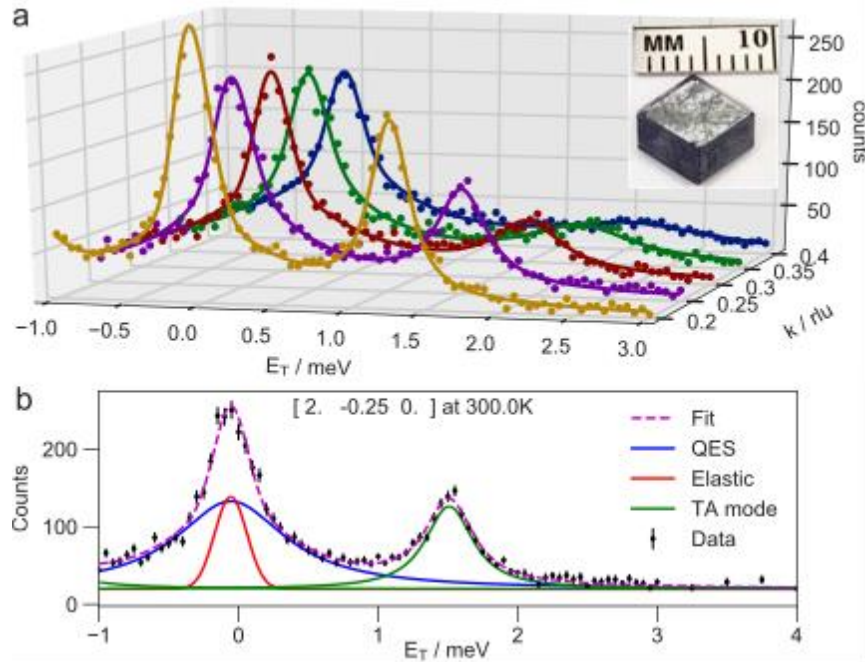 a
MM 10
250
200
150
100
50
counts
−1.0 −0.5 0.0 0.5 1.0 1.5 2.0 2.5 3.0
E_T / meV
0.2 0.25 0.3 0.35 0.4
k / rlu
b
[ 2. -0.25 0. ] at 300.0K
Fit
QES
Elastic
TA mode
Data
200
100
0
Counts
−1 0 1 2 3 4
E_T / meV